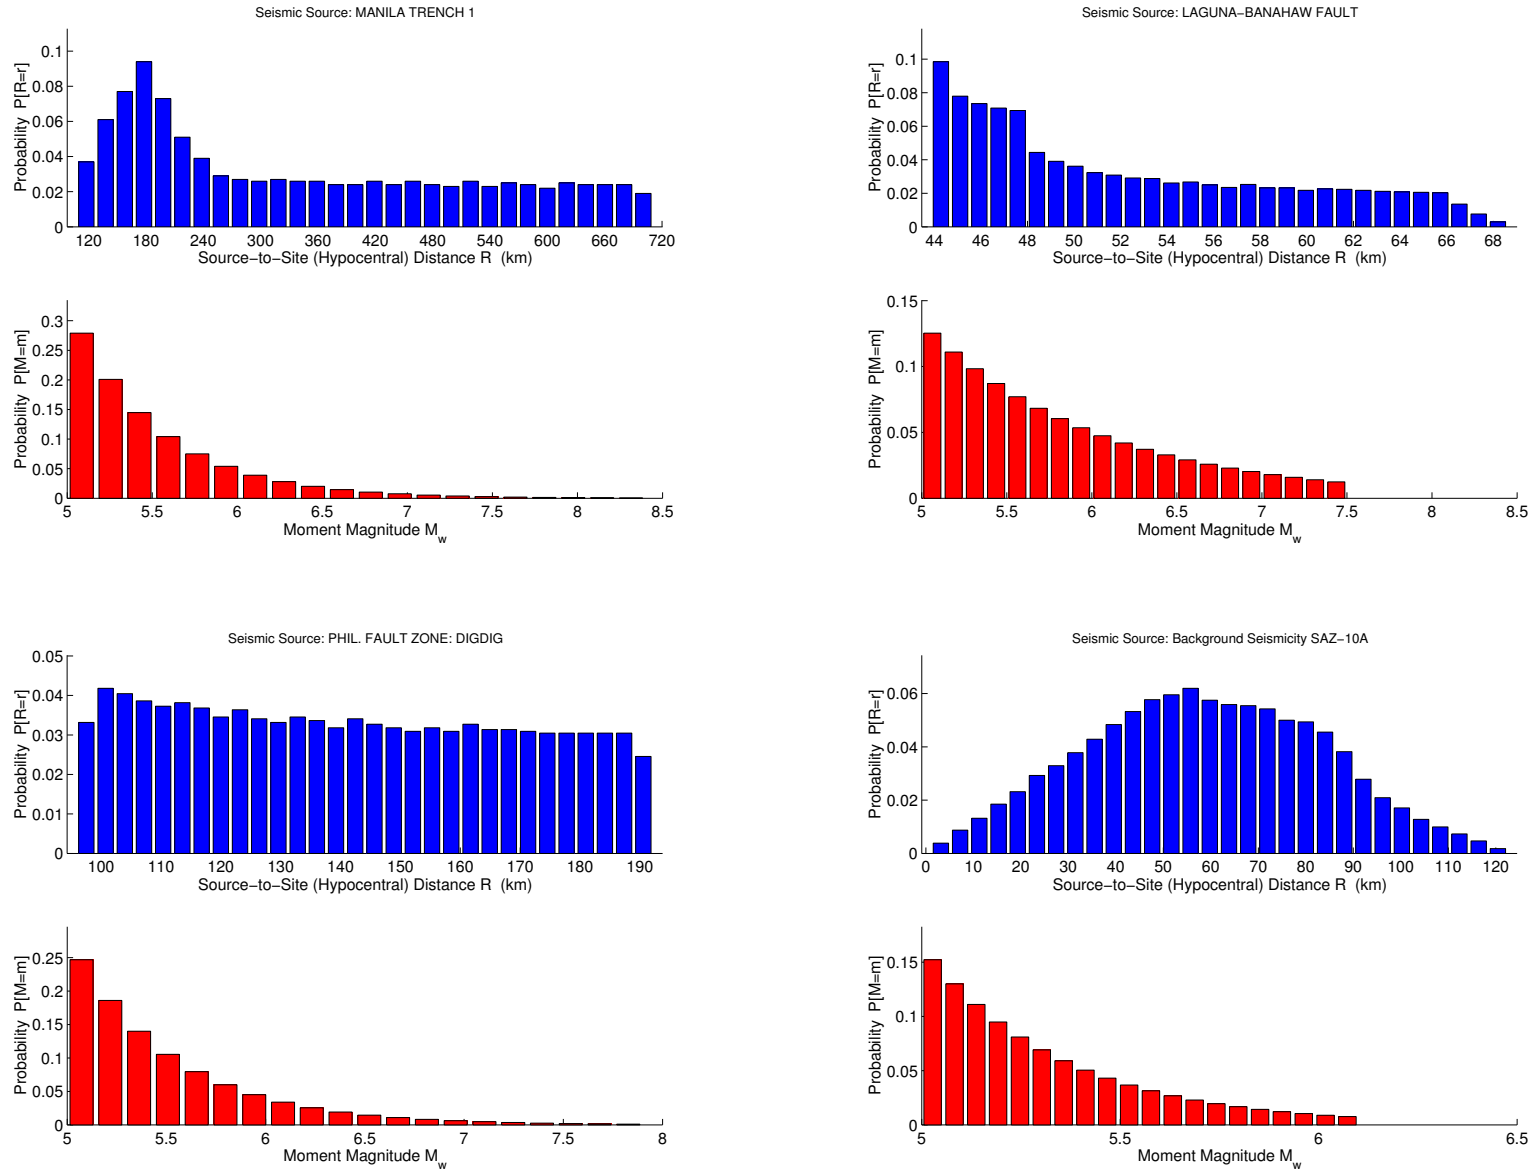 Seismic Source: MANILA TRENCH 1
Probability P[R=r]
0.1
0.08
0.06
0.04
0.02
0
120 180 240 300 360 420 480 540 600 660 720
Source−to−Site (Hypocentral) Distance R (km)
Probability P[M=m]
0.3
0.25
0.2
0.15
0.1
0.05
0
5 5.5 6 6.5 7 7.5 8 8.5
Moment Magnitude Mw
Seismic Source: LAGUNA−BANAHAW FAULT
Probability P[R=r]
0.1
0.08
0.06
0.04
0.02
0
44 46 48 50 52 54 56 58 60 62 64 66 68
Source−to−Site (Hypocentral) Distance R (km)
Probability P[M=m]
0.15
0.1
0.05
0
5 5.5 6 6.5 7 7.5 8 8.5
Moment Magnitude Mw
Seismic Source: PHIL. FAULT ZONE: DIGDIG
Probability P[R=r]
0.05
0.04
0.03
0.02
0.01
0
100 110 120 130 140 150 160 170 180 190
Source−to−Site (Hypocentral) Distance R (km)
Probability P[M=m]
0.25
0.2
0.15
0.1
0.05
0
5 5.5 6 6.5 7 7.5 8
Moment Magnitude Mw
Seismic Source: Background Seismicity SAZ−10A
Probability P[R=r]
0.06
0.04
0.02
0
0 10 20 30 40 50 60 70 80 90 100 110 120
Source−to−Site (Hypocentral) Distance R (km)
Probability P[M=m]
0.15
0.1
0.05
0
5 5.5 6 6.5
Moment Magnitude Mw